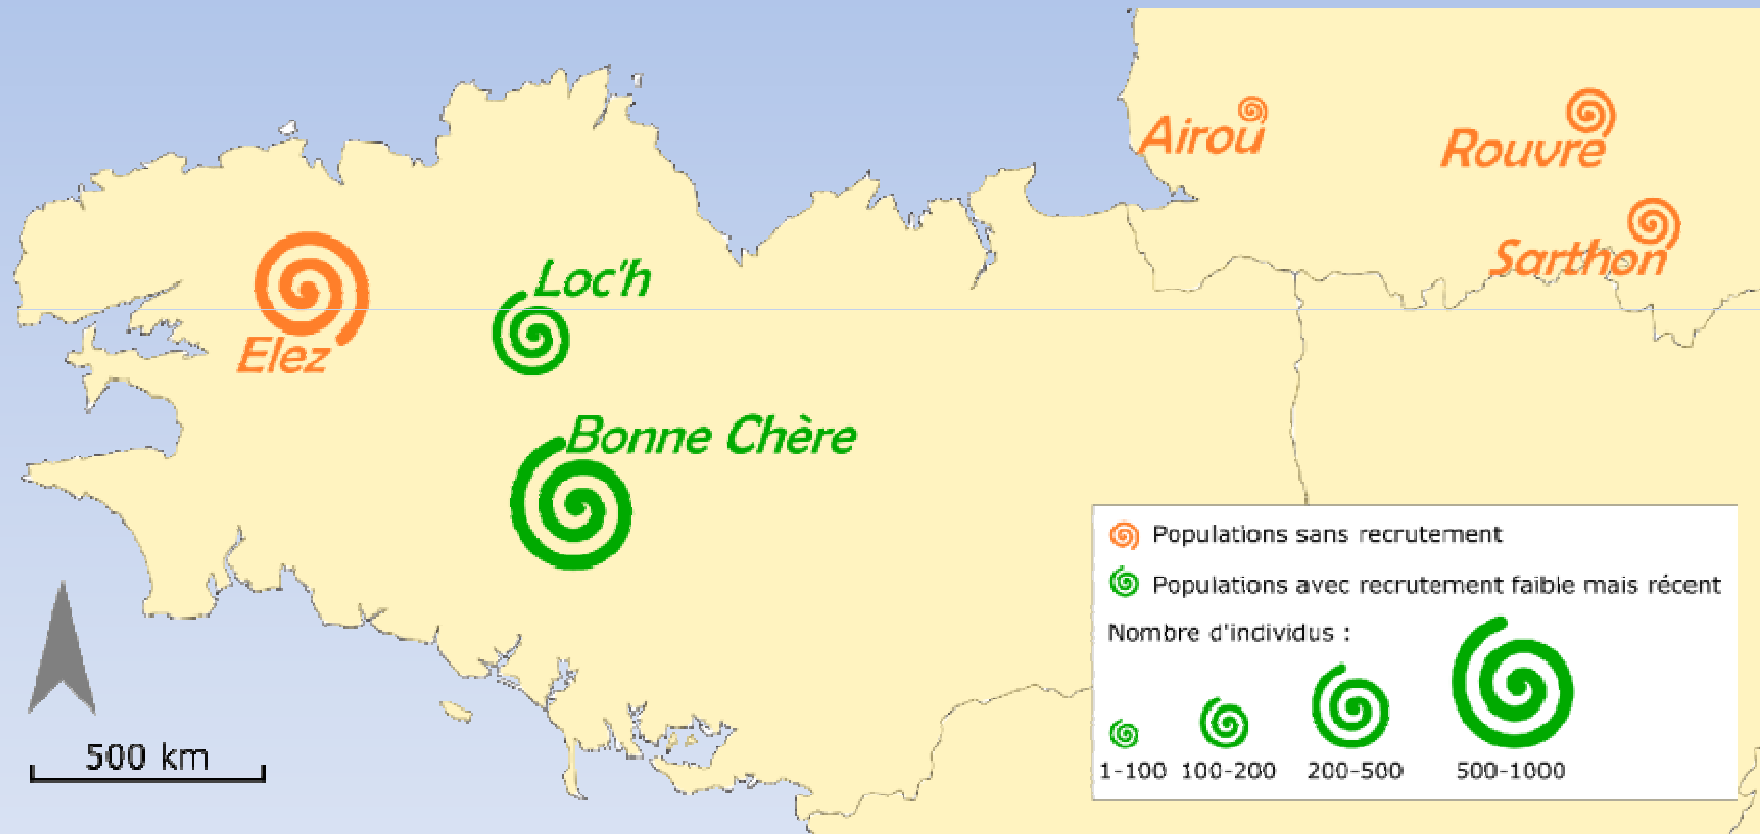 Airou
Rouvre
Sarthon
Loc'h
Elez
Bonne Chère
Populations sans recrutement
Populations avec recrutement faible mais récent
Nombre d'individus :
1-100 100-200 200-500 500-1000
500 km